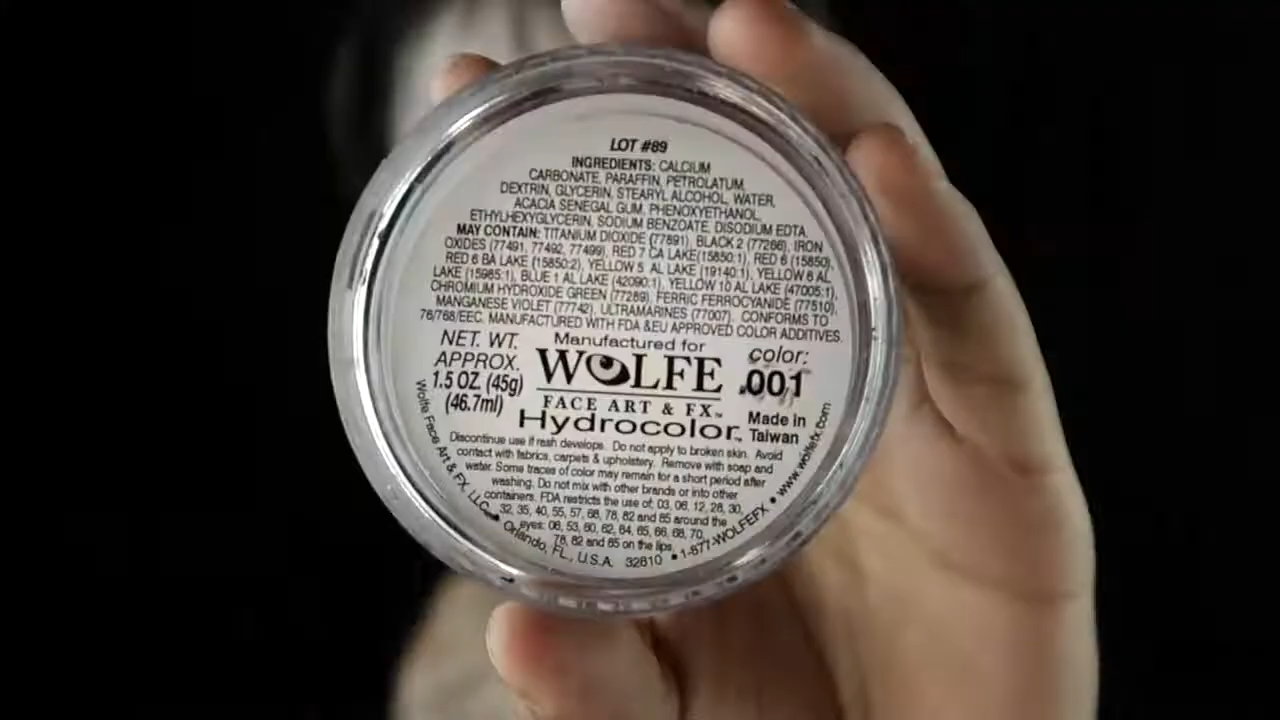 LOT #89
INGREDIENTS: CALCIUM
CARBONATE, PARAFFIN, PETROLATUM,
DEXTRIN, GLYCERIN, STEARYL ALCOHOL, WATER,
ACACIA SENEGAL GUM, PHENOXYETHANOL,
ETHYLHEXYGLYCERIN, SODIUM BENZOATE, DISODIUM EDTA.
MAY CONTAIN: TITANIUM DIOXIDE (77891), BLACK 2 (77266), IRON
OXIDES (77491, 77492, 77499), RED 7 CA LAKE(15850:1), RED 6 (15850),
RED 6 BA LAKE (15850:2), YELLOW 5 AL LAKE (19140:1), YELLOW 6 AL
LAKE (15985:1), BLUE 1 AL LAKE (42090:1), YELLOW 10 AL LAKE (47005:1),
CHROMIUM HYDROXIDE GREEN (77289), FERRIC FERROCYANIDE (77510),
MANGANESE VIOLET (77742), ULTRAMARINES (77007). CONFORMS TO
76/768/EEC. MANUFACTURED WITH FDA & EU APPROVED COLOR ADDITIVES.
NET. WT.
APPROX.
1.5 OZ. (45g)
(46.7ml)
Manufactured for
WOLFE
FACE ART & FX™
Hydrocolor™
color:
.001
Made in
Taiwan
Discontinue use if rash develops. Do not apply to broken skin. Avoid
contact with fabrics, carpets & upholstery. Remove with soap and
water. Some traces of color may remain for a short period after
washing. Do not mix with other brands or into other
containers. FDA restricts the use of; 03, 06, 12, 28, 30,
32, 35, 40, 55, 57, 68, 78, 82 and 85 around the
eyes: 06, 53, 60, 62, 64, 65, 66, 68, 70,
78, 82 and 85 on the lips.
Wolfe Face Art & FX, LLC. Orlando, FL., U.S.A. 32810 • 1-877-WOLFEFX • www.wolfefx.com